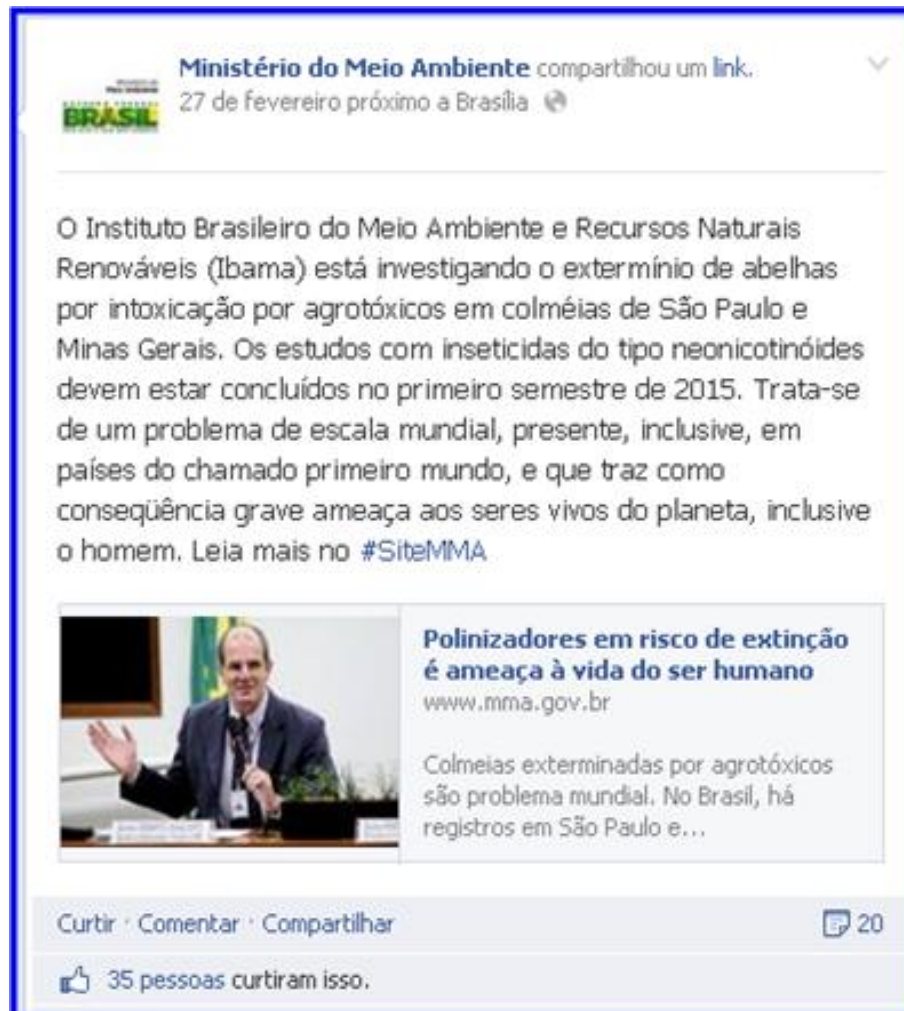 Ministério do Meio Ambiente compartilhou um link.
27 de fevereiro próximo a Brasília
BRASIL
O Instituto Brasileiro do Meio Ambiente e Recursos Naturais
Renováveis (Ibama) está investigando o extermínio de abelhas
por intoxicação por agrotóxicos em colméias de São Paulo e
Minas Gerais. Os estudos com inseticidas do tipo neonicotinóides
devem estar concluídos no primeiro semestre de 2015. Trata-se
de um problema de escala mundial, presente, inclusive, em
países do chamado primeiro mundo, e que traz como
conseqüência grave ameaça aos seres vivos do planeta, inclusive
o homem. Leia mais no #SiteMMA
Polinizadores em risco de extinção
é ameaça à vida do ser humano
www.mma.gov.br
Colmeias exterminadas por agrotóxicos
são problema mundial. No Brasil, há
registros em São Paulo e...
Curtir · Comentar · Compartilhar 20
35 pessoas curtiram isso.